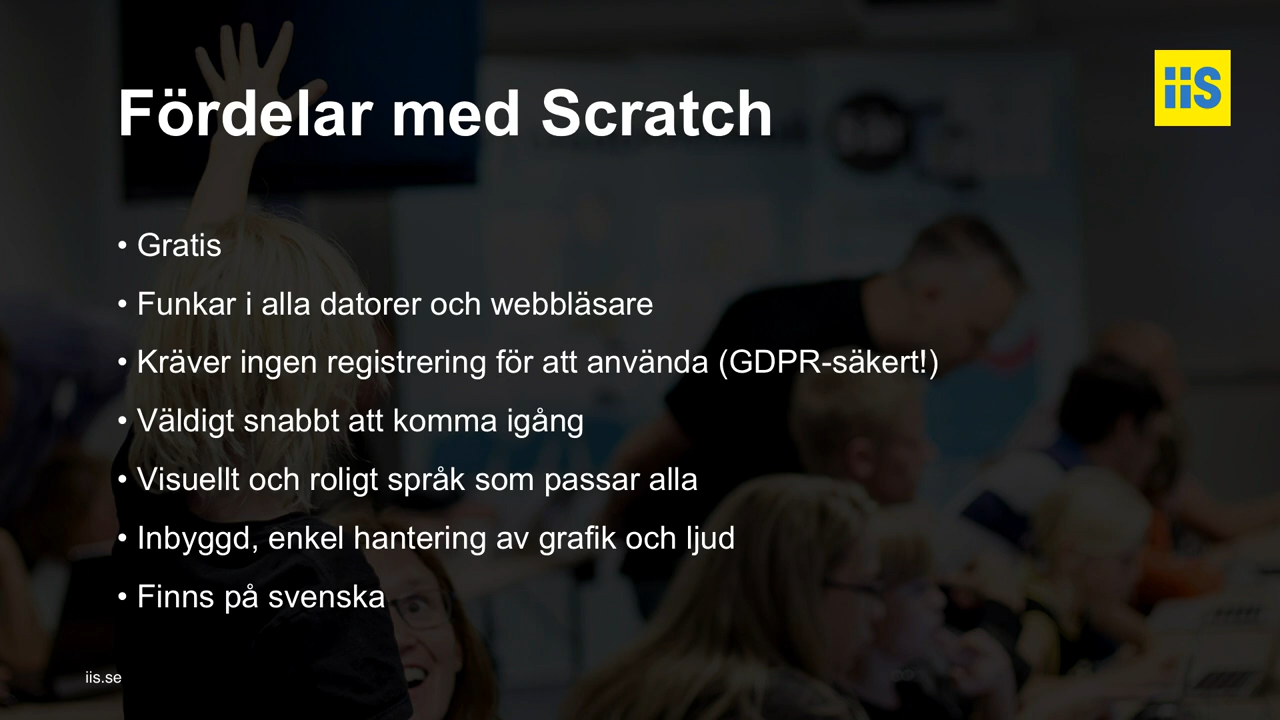 iis
Fördelar med Scratch
• Gratis
• Funkar i alla datorer och webbläsare
• Kräver ingen registrering för att använda (GDPR-säkert!)
• Väldigt snabbt att komma igång
• Visuellt och roligt språk som passar alla
• Inbyggd, enkel hantering av grafik och ljud
• Finns på svenska
iis.se